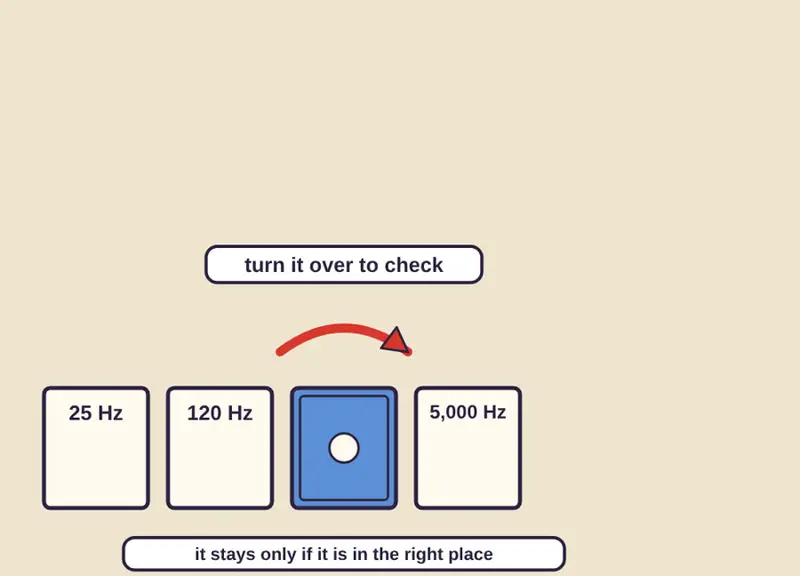 turn it over to check
25 Hz
120 Hz
5,000 Hz
it stays only if it is in the right place